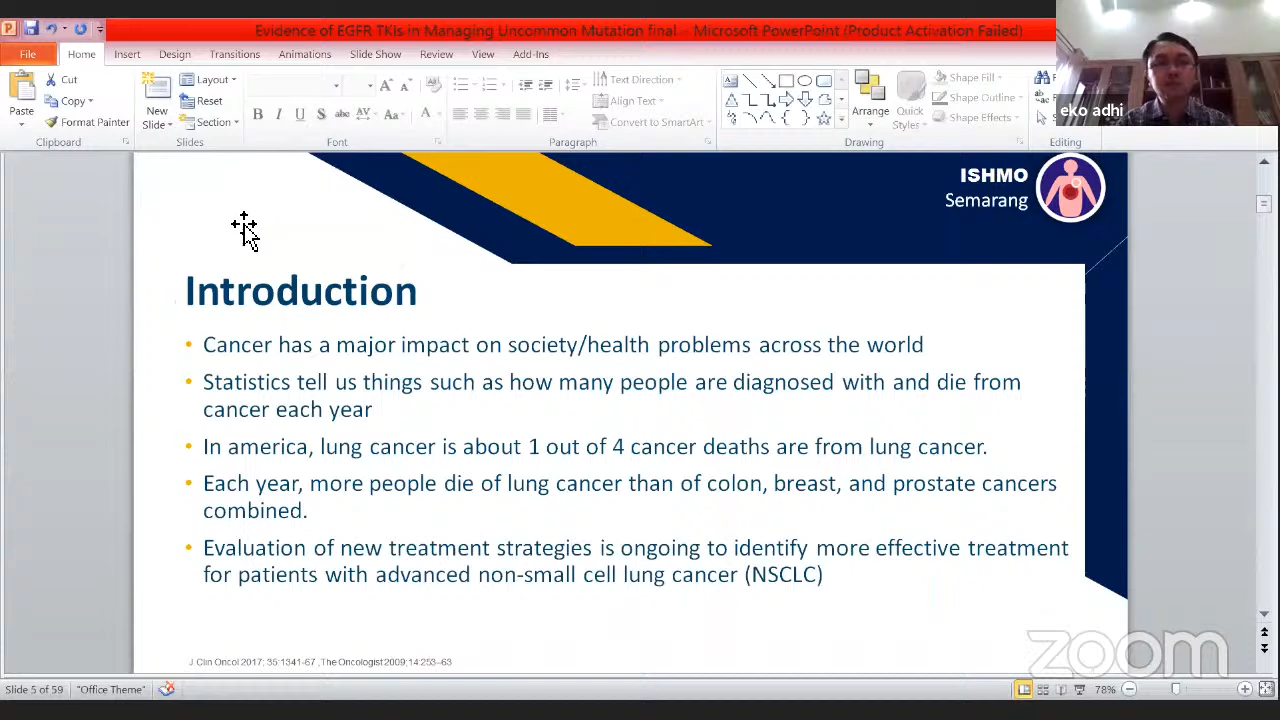 Evidence of EGFR TKIs in Managing Uncommon Mutation final - Microsoft PowerPoint (Product Activation Failed)
File Home Insert Design Transitions Animations Slide Show Review View Add-Ins
Paste
Cut
Copy
Format Painter
Clipboard
New
Slide
Layout
Reset
Section
Slides
B I U S abc AV Aa A
Font
Text Direction
Align Text
Convert to SmartArt
Paragraph
Arrange
Quick
Styles
Shape Fill
Shape Outline
Shape Effects
Drawing
Editing
eko adhi
ISHMO
Semarang
Introduction
• Cancer has a major impact on society/health problems across the world
• Statistics tell us things such as how many people are diagnosed with and die from
cancer each year
• In america, lung cancer is about 1 out of 4 cancer deaths are from lung cancer.
• Each year, more people die of lung cancer than of colon, breast, and prostate cancers
combined.
• Evaluation of new treatment strategies is ongoing to identify more effective treatment
for patients with advanced non-small cell lung cancer (NSCLC)
J Clin Oncol 2017; 35:1341-67 ,The Oncologist 2009;14:253–63
zoom
Slide 5 of 59 "Office Theme" 78%